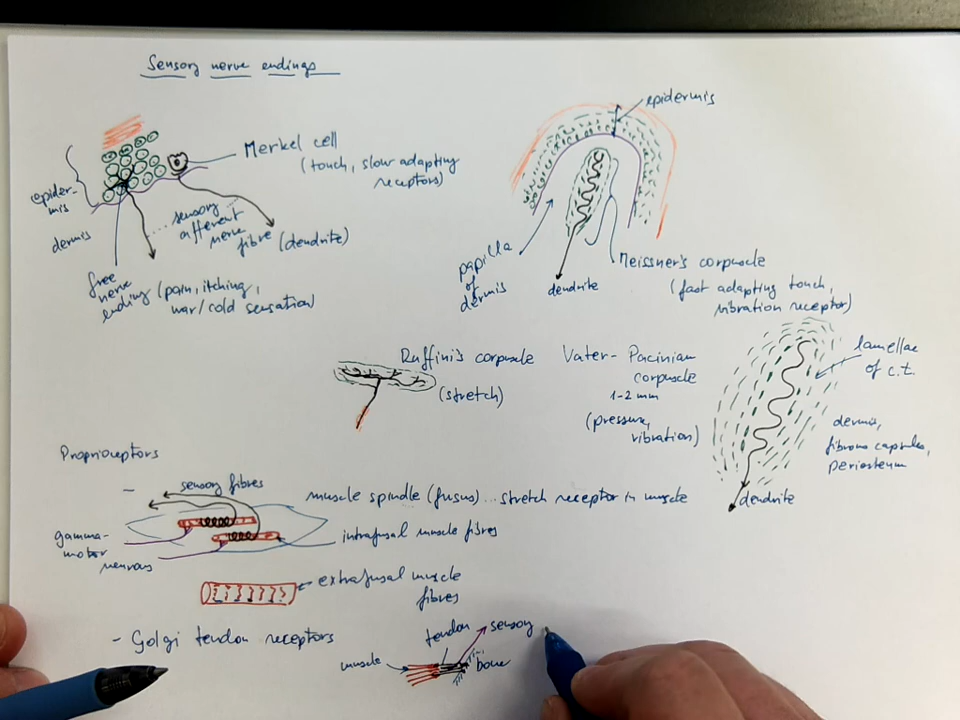 Sensory nerve endings
epidermis
Merkel cell
(touch, slow adapting
receptors)
epider-
mis
dermis
sensory
afferent
nerve
fibre (dendrite)
free
nerve
ending (pain, itching,
war/cold sensation)
papilla
of
dermis
dendrite
Meissner's corpuscle
(fast adapting touch,
vibration receptor)
Ruffini's corpuscle
(stretch)
Vater-Pacinian
corpuscle
1-2 mm
(pressure,
vibration)
lamellae
of c.t.
dermis,
fibrous capsules,
periosteum
dendrite
Proprioceptors
- sensory fibres
muscle spindle (fusus)...stretch receptor in muscle
gamma-
motor
neurons
intrafusal muscle fibres
extrafusal muscle
fibres
- Golgi tendon receptors
tendon
sensory
muscle
bone